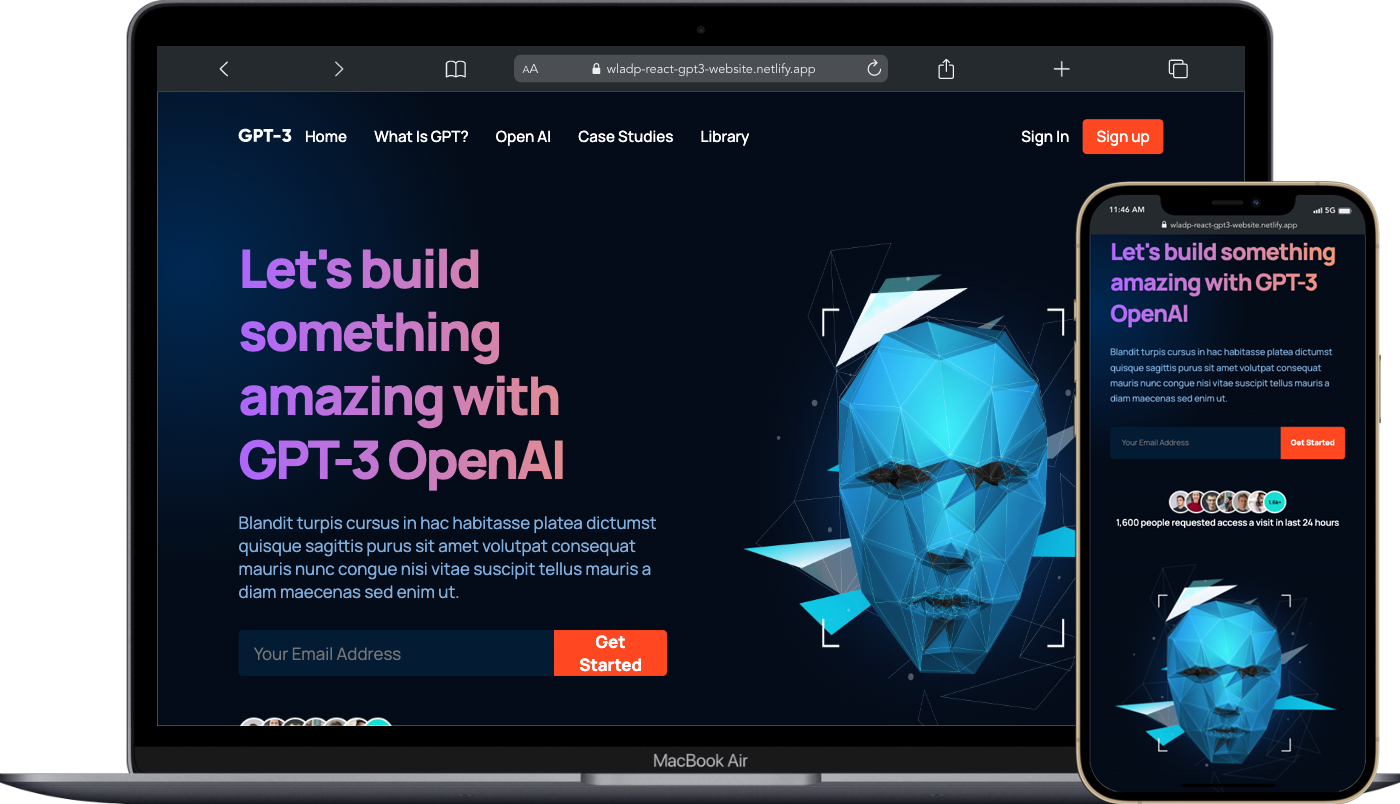 AA wladp-react-gpt3-website.netlify.app
GPT-3 Home What Is GPT? Open AI Case Studies Library Sign In Sign up
Let's build
something
amazing with
GPT-3 OpenAI
Blandit turpis cursus in hac habitasse platea dictumst
quisque sagittis purus sit amet volutpat consequat
mauris nunc congue nisi vitae suscipit tellus mauris a
diam maecenas sed enim ut.
Your Email Address
Get
Started
MacBook Air
11:46 AM 5G
wladp-react-gpt3-website.netlify.app
Let's build something
amazing with GPT-3
OpenAI
Blandit turpis cursus in hac habitasse platea dictumst
quisque sagittis purus sit amet volutpat consequat
mauris nunc congue nisi vitae suscipit tellus mauris a
diam maecenas sed enim ut.
Your Email Address Get Started
1.6k+
1,600 people requested access a visit in last 24 hours